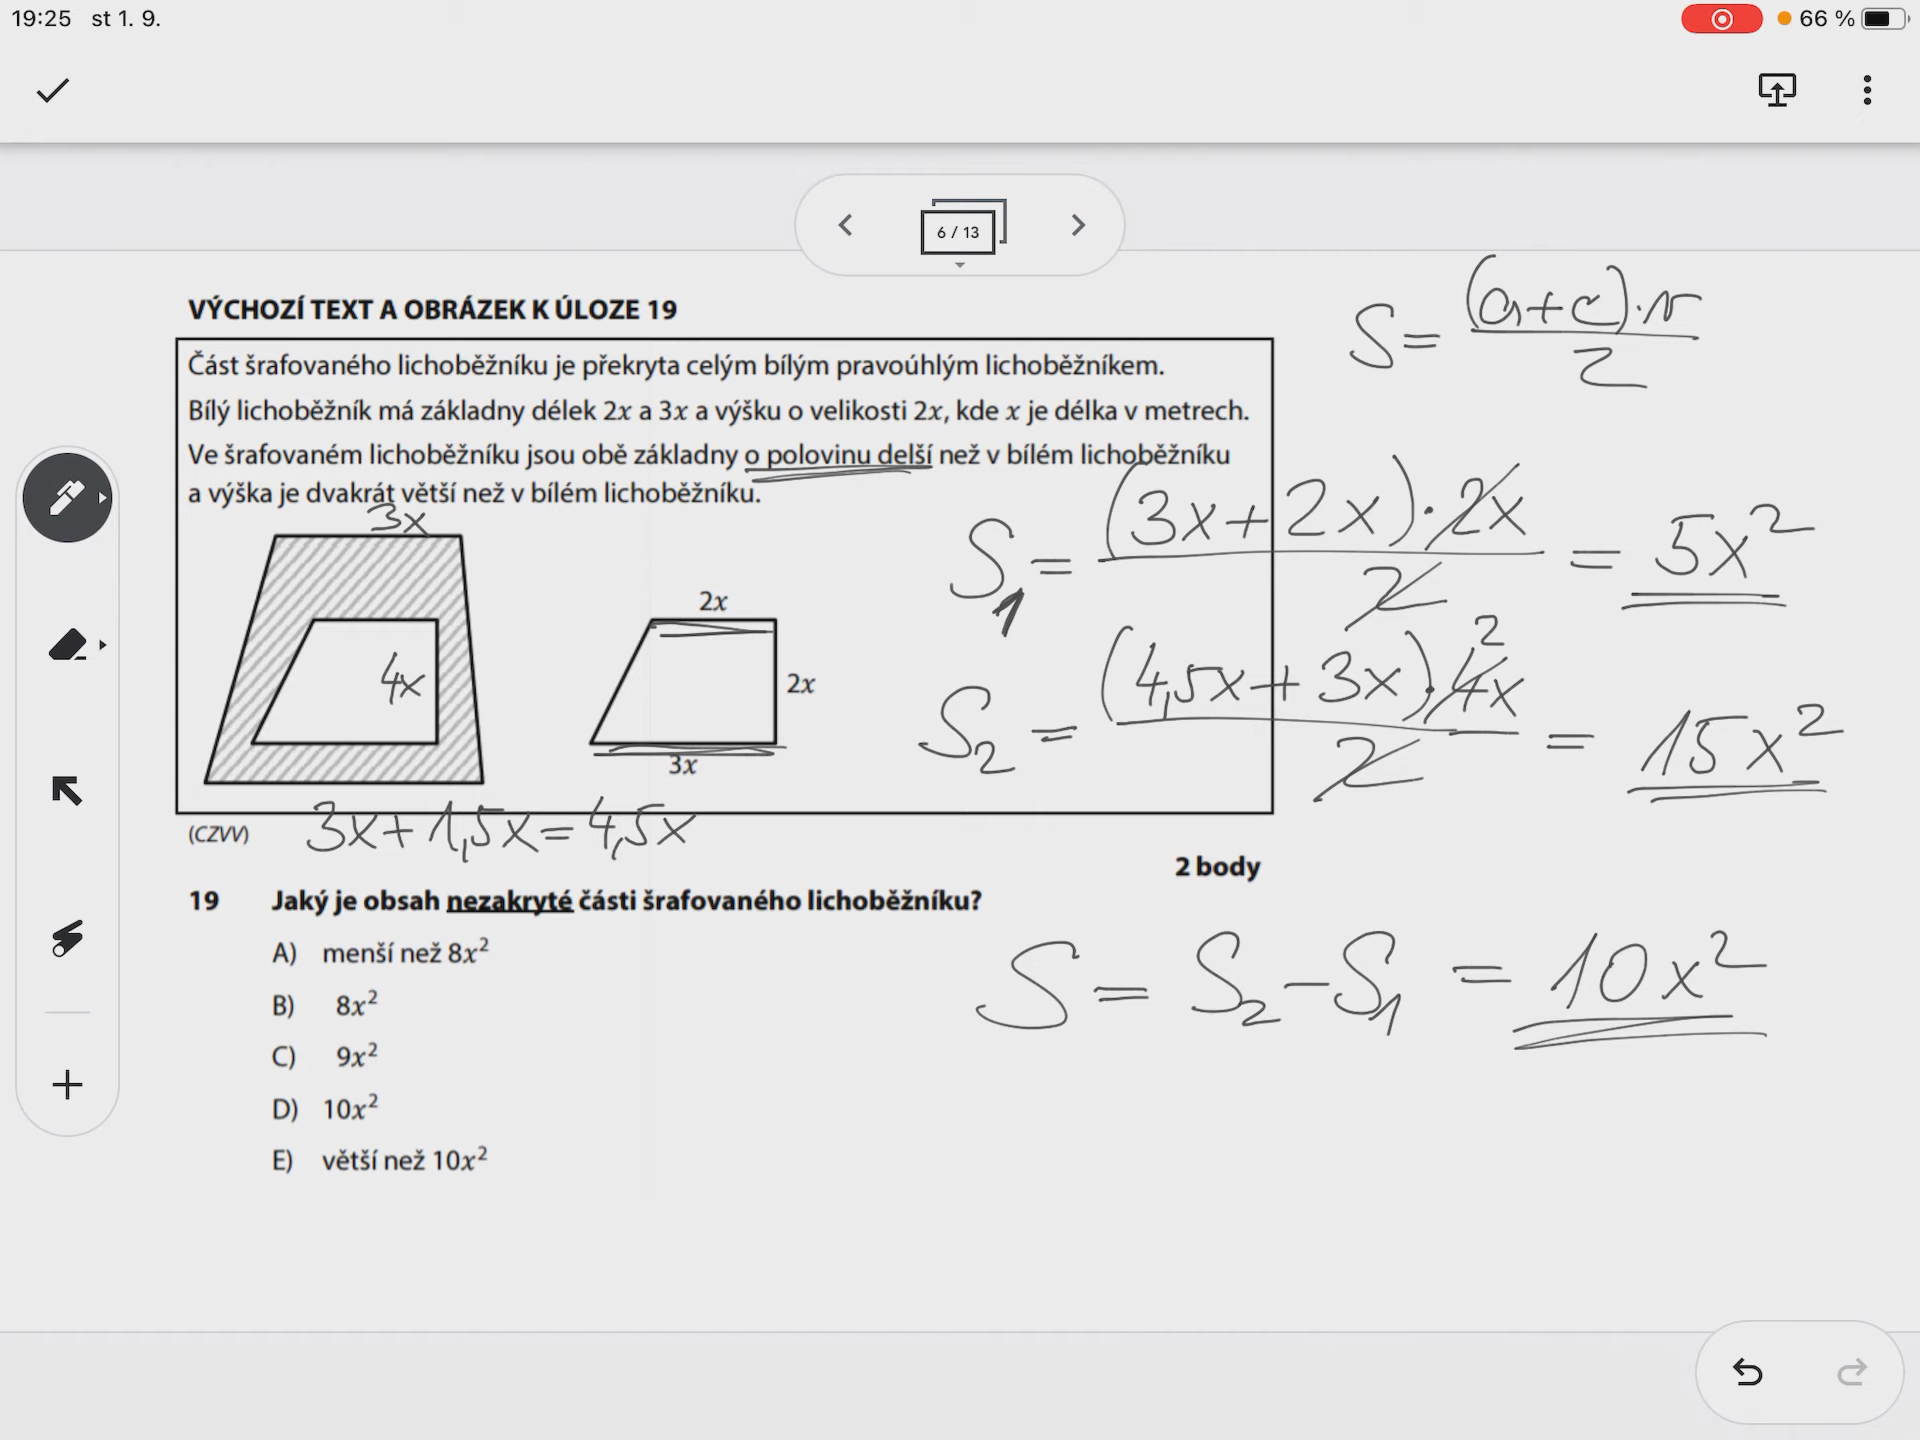 19:25 st 1. 9.
66 %
6 / 13
VÝCHOZÍ TEXT A OBRÁZEK K ÚLOZE 19
Část šrafovaného lichoběžníku je překryta celým bílým pravoúhlým lichoběžníkem.
Bílý lichoběžník má základny délek 2x a 3x a výšku o velikosti 2x, kde x je délka v metrech.
Ve šrafovaném lichoběžníku jsou obě základny o polovinu delší než v bílém lichoběžníku
a výška je dvakrát větší než v bílém lichoběžníku.
3x
4x
2x
2x
3x
S = (a+c)·v / 2
S₁ = (3x+2x)·2x / 2 = 5x²
S₂ = (4,5x+3x)·4x / 2 = 15x²
2
(CZVV)
3x+1,5x=4,5x
2 body
19 Jaký je obsah nezakryté části šrafovaného lichoběžníku?
A) menší než 8x²
B) 8x²
C) 9x²
D) 10x²
E) větší než 10x²
S = S₂ - S₁ = 10x²